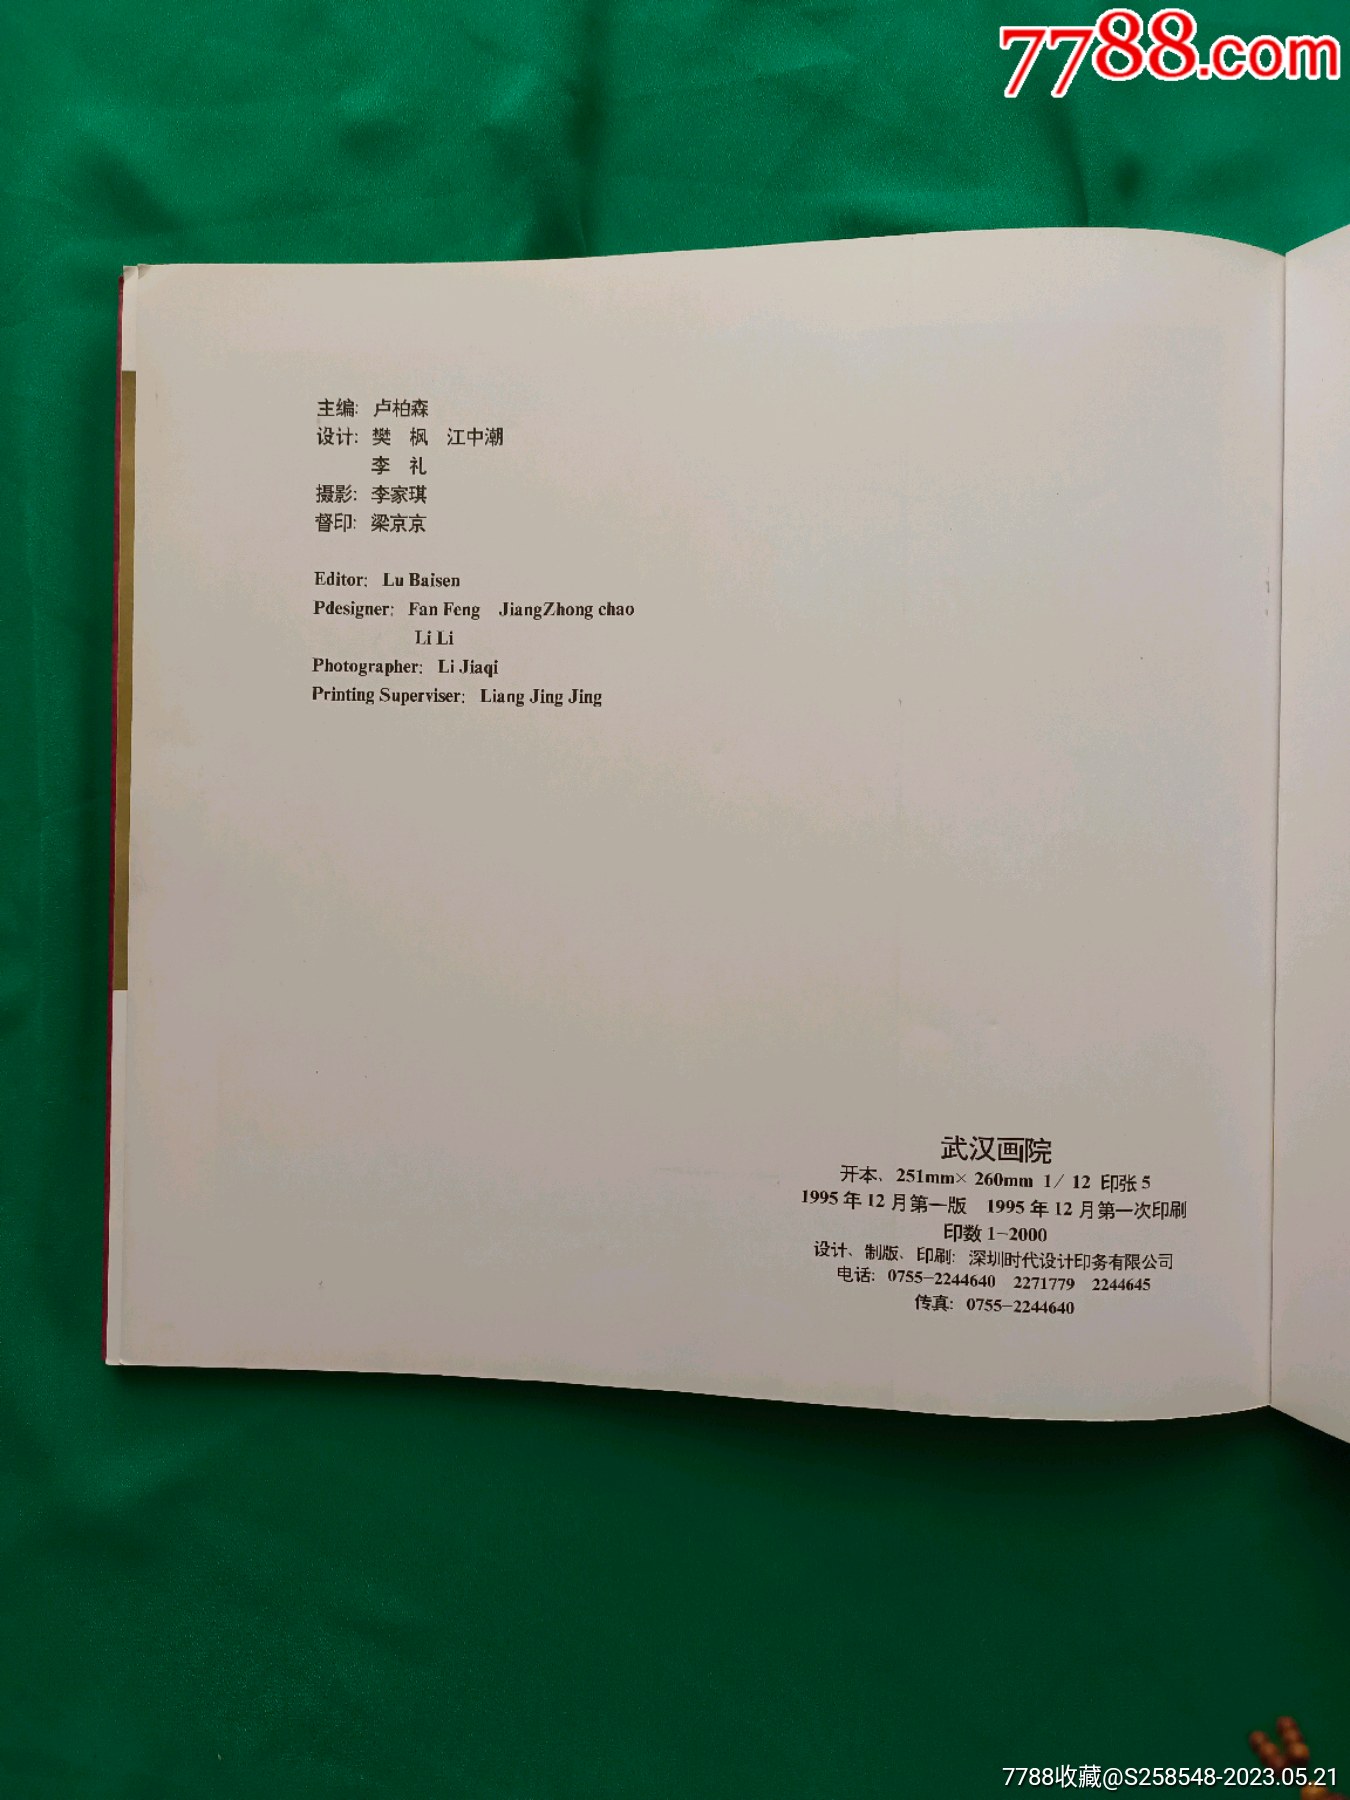 7788.com
主编: 卢柏森
设计: 樊 枫 江中潮
李 礼
摄影: 李家琪
督印: 梁京京
Editor: Lu Baisen
Pdesigner: Fan Feng JiangZhong chao
Li Li
Photographer: Li Jiaqi
Printing Superviser: Liang Jing Jing
武汉画院
开本、251mm×260mm 1/12 印张 5
1995 年 12 月第一版 1995 年 12 月第一次印刷
印数 1-2000
设计、制版、印刷: 深圳时代设计印务有限公司
电话: 0755-2244640 2271779 2244645
传真: 0755-2244640
7788收藏@S258548-2023.05.21